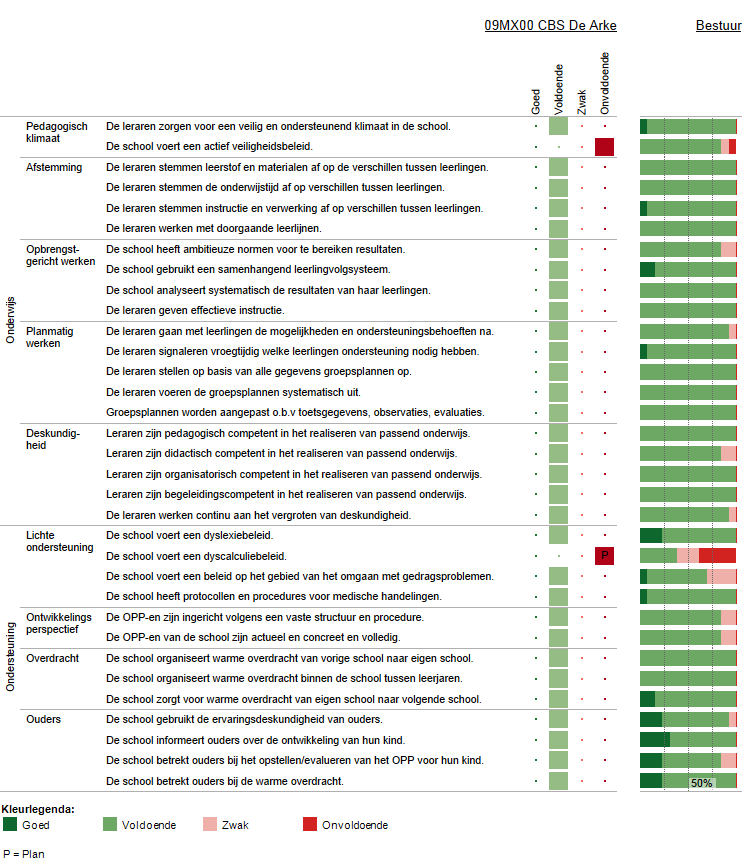 09MX00 CBS De Arke
Bestuur
Goed
Voldoende
Zwak
Onvoldoende
Onderwijs
Pedagogisch klimaat
De leraren zorgen voor een veilig en ondersteunend klimaat in de school.
De school voert een actief veiligheidsbeleid.
Afstemming
De leraren stemmen leerstof en materialen af op de verschillen tussen leerlingen.
De leraren stemmen de onderwijstijd af op verschillen tussen leerlingen.
De leraren stemmen instructie en verwerking af op verschillen tussen leerlingen.
De leraren werken met doorgaande leerlijnen.
Opbrengst-
gericht werken
De school heeft ambitieuze normen voor te bereiken resultaten.
De school gebruikt een samenhangend leerlingvolgsysteem.
De school analyseert systematisch de resultaten van haar leerlingen.
De leraren geven effectieve instructie.
Planmatig
werken
De leraren gaan met leerlingen de mogelijkheden en ondersteuningsbehoeften na.
De leraren signaleren vroegtijdig welke leerlingen ondersteuning nodig hebben.
De leraren stellen op basis van alle gegevens groepsplannen op.
De leraren voeren de groepsplannen systematisch uit.
Groepsplannen worden aangepast o.b.v toetsgegevens, observaties, evaluaties.
Deskundig-
heid
Leraren zijn pedagogisch competent in het realiseren van passend onderwijs.
Leraren zijn didactisch competent in het realiseren van passend onderwijs.
Leraren zijn organisatorisch competent in het realiseren van passend onderwijs.
Leraren zijn begeleidingscompetent in het realiseren van passend onderwijs.
De leraren werken continu aan het vergroten van deskundigheid.
Ondersteuning
Lichte
ondersteuning
De school voert een dyslexiebeleid.
De school voert een dyscalculiebeleid.
P
De school voert een beleid op het gebied van het omgaan met gedragsproblemen.
De school heeft protocollen en procedures voor medische handelingen.
Ontwikkelings
perspectief
De OPP-en zijn ingericht volgens een vaste structuur en procedure.
De OPP-en van de school zijn actueel en concreet en volledig.
Overdracht
De school organiseert warme overdracht van vorige school naar eigen school.
De school organiseert warme overdracht binnen de school tussen leerjaren.
De school zorgt voor warme overdracht van eigen school naar volgende school.
Ouders
De school gebruikt de ervaringsdeskundigheid van ouders.
De school informeert ouders over de ontwikkeling van hun kind.
De school betrekt ouders bij het opstellen/evalueren van het OPP voor hun kind.
De school betrekt ouders bij de warme overdracht.
50%
Kleurlegenda:
Goed
Voldoende
Zwak
Onvoldoende
P = Plan